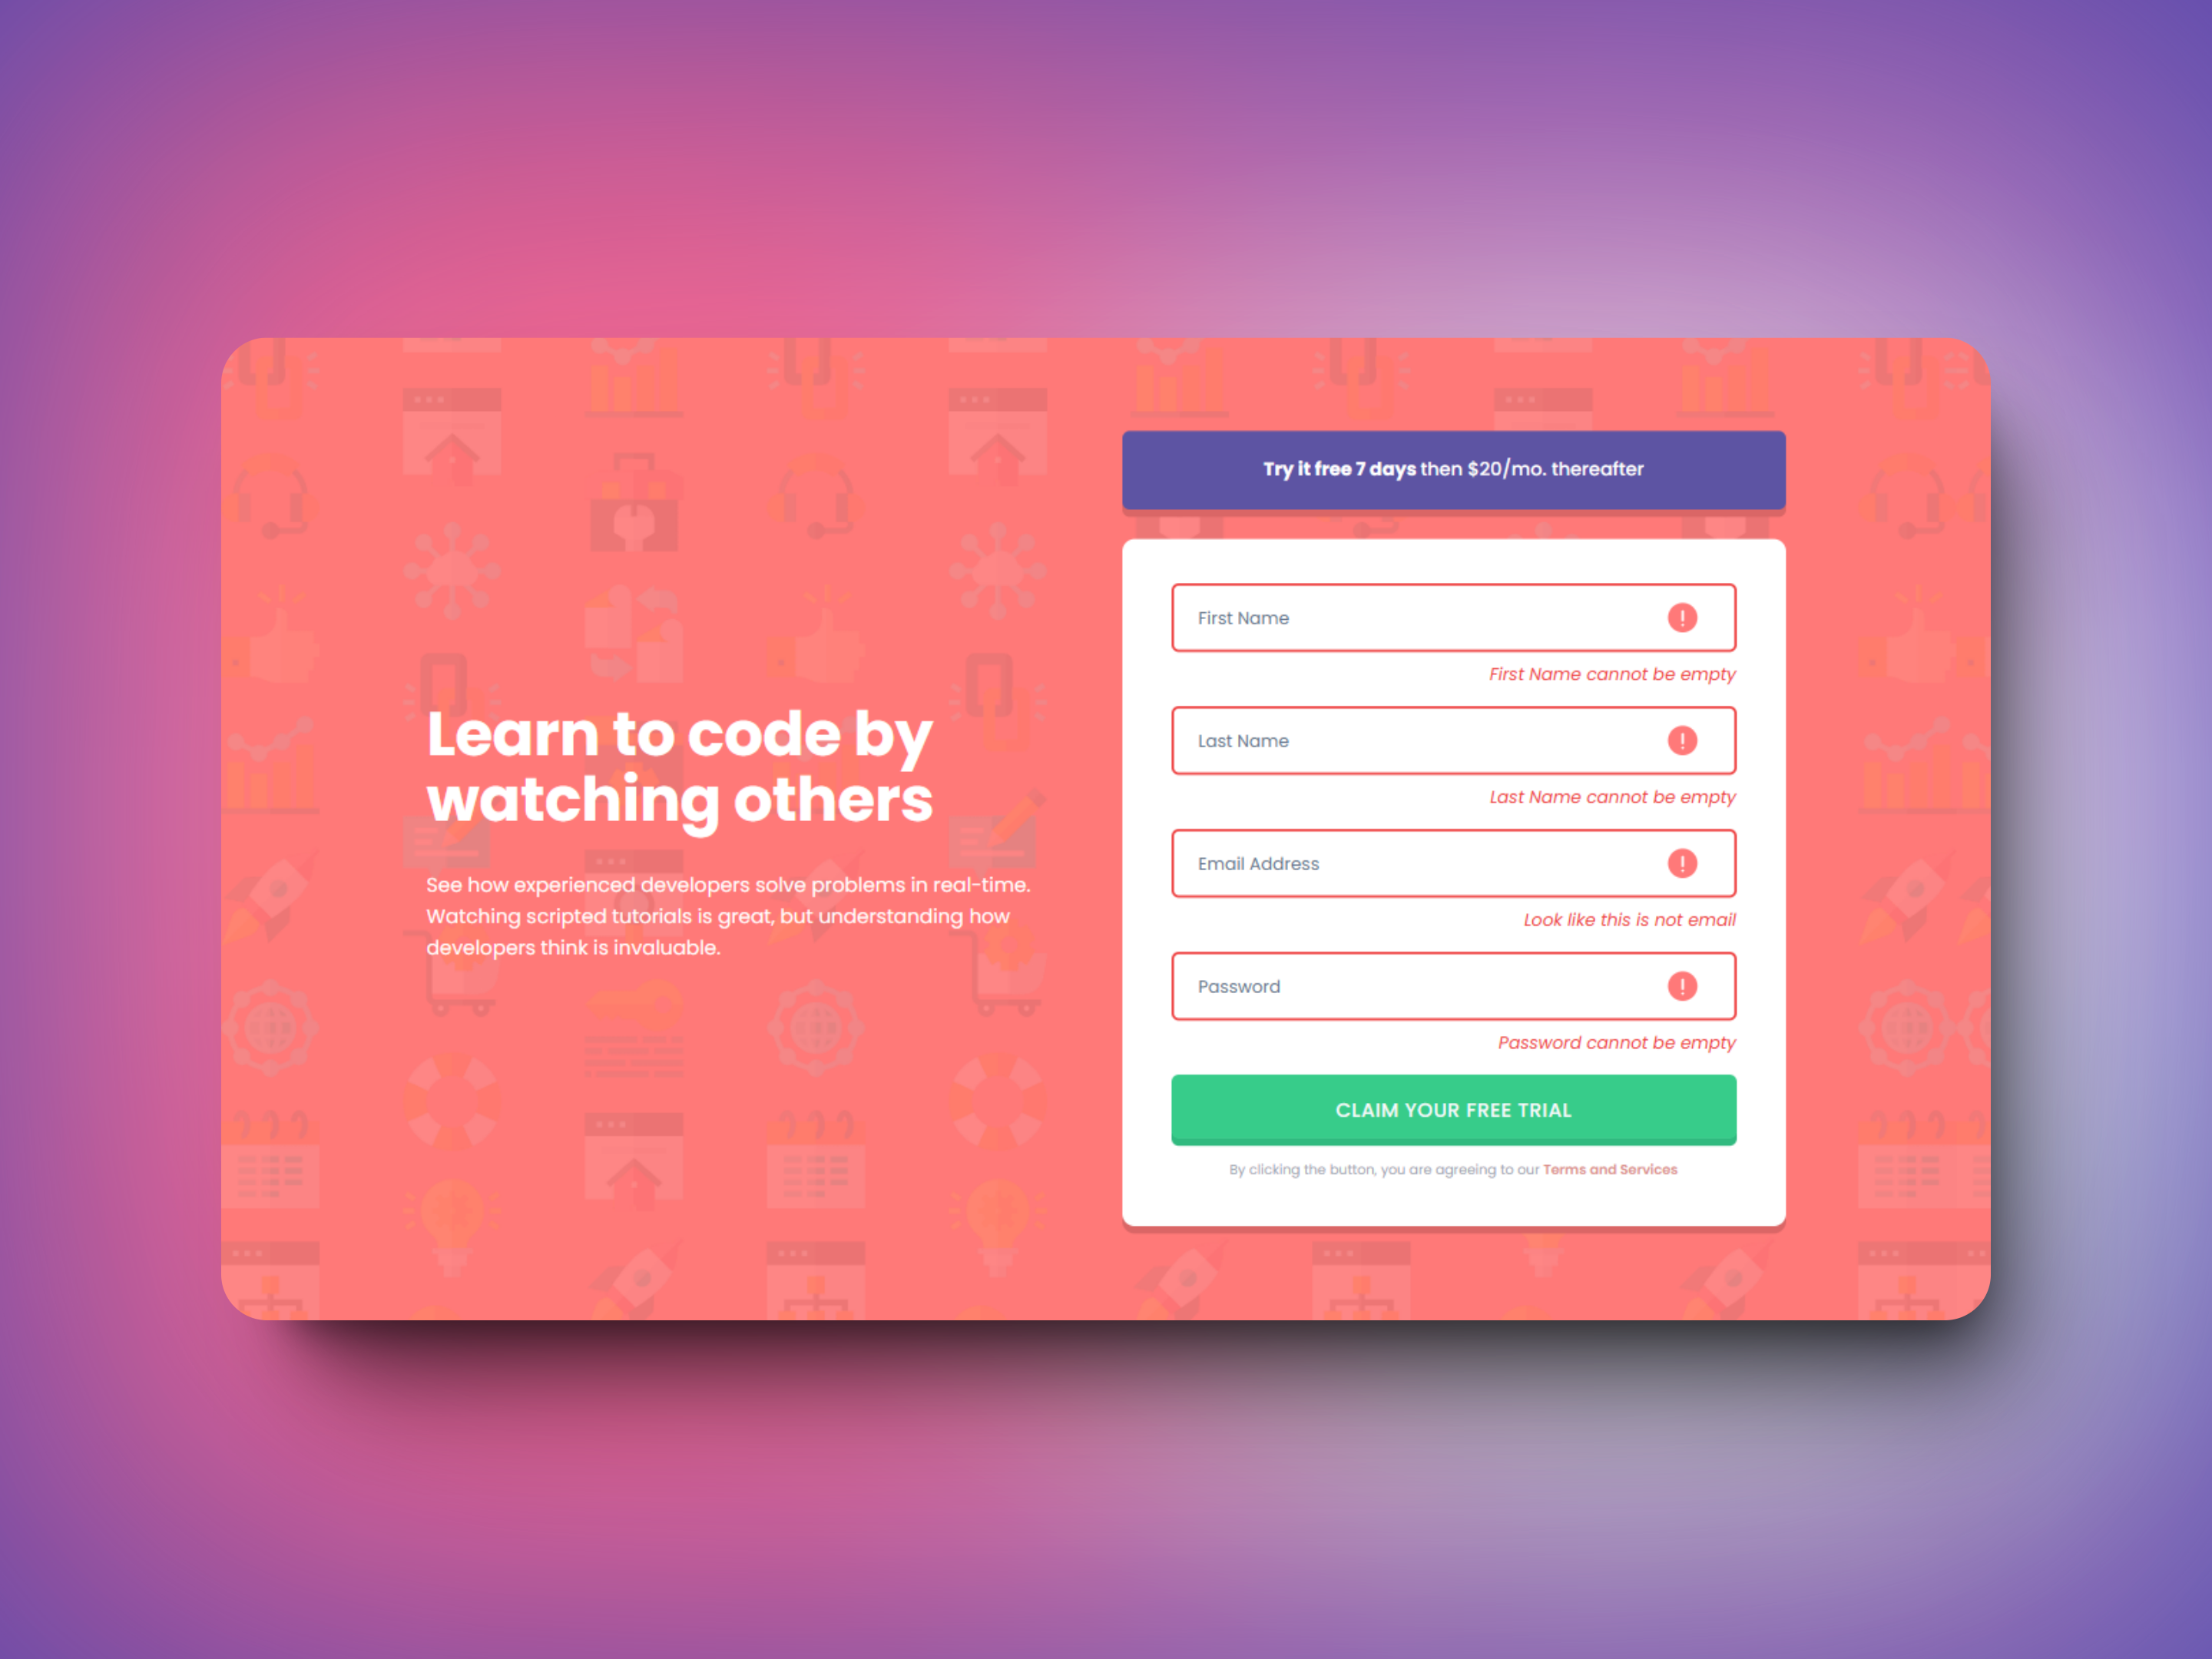 Learn to code by
watching others
See how experienced developers solve problems in real-time.
Watching scripted tutorials is great, but understanding how
developers think is invaluable.
Try it free 7 days then $20/mo. thereafter
First Name
First Name cannot be empty
Last Name
Last Name cannot be empty
Email Address
Look like this is not email
Password
Password cannot be empty
CLAIM YOUR FREE TRIAL
By clicking the button, you are agreeing to our Terms and Services